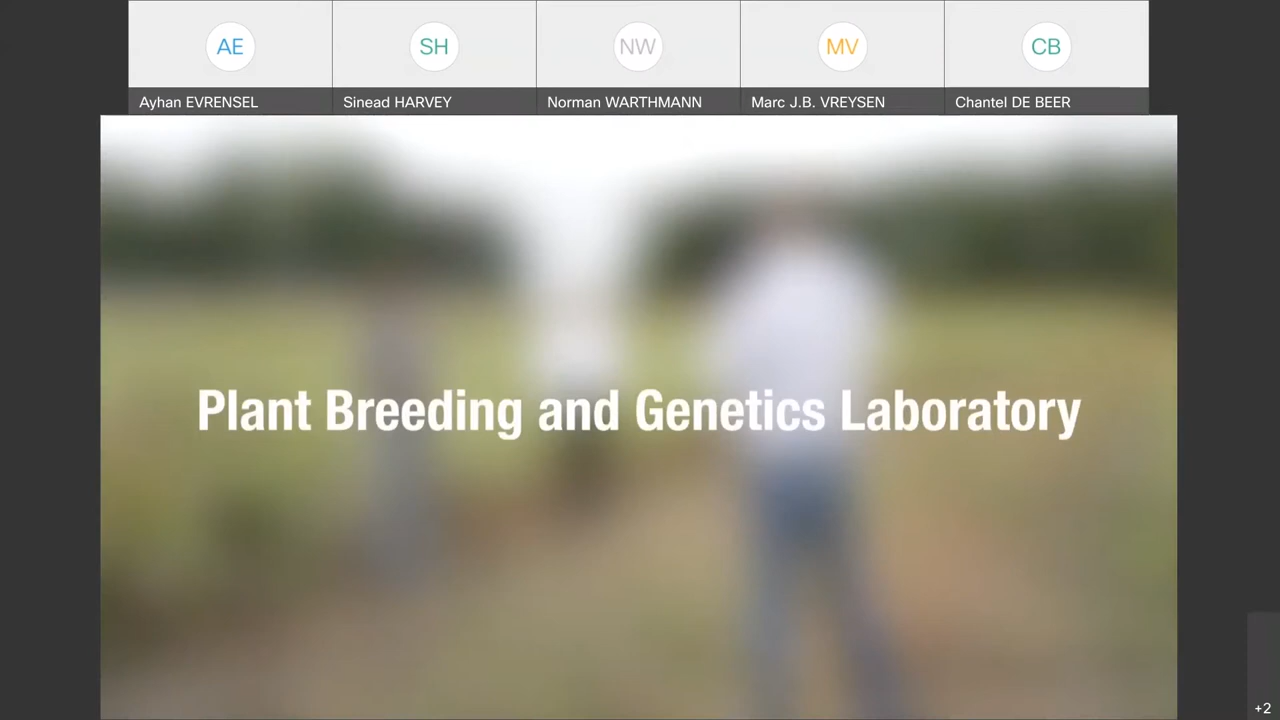 AE
SH
NW
MV
CB
Ayhan EVRENSEL
Sinead HARVEY
Norman WARTHMANN
Marc J.B. VREYSEN
Chantel DE BEER
Plant Breeding and Genetics Laboratory
+2